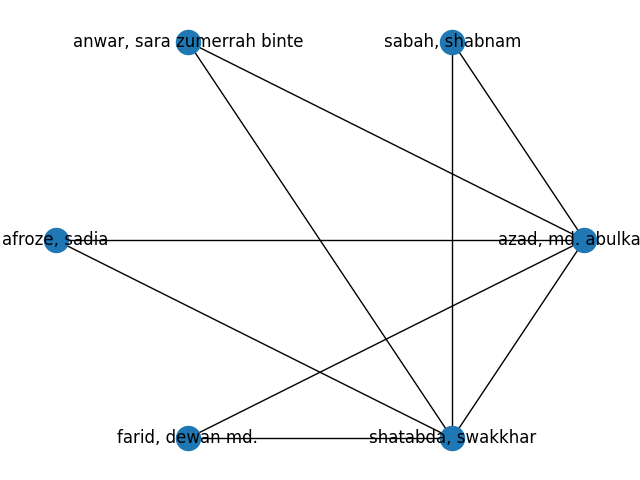 anwar, sara zumerrah binte
sabah, shabnam
afroze, sadia
azad, md. abulka
farid, dewan md.
shatabda, swakkhar